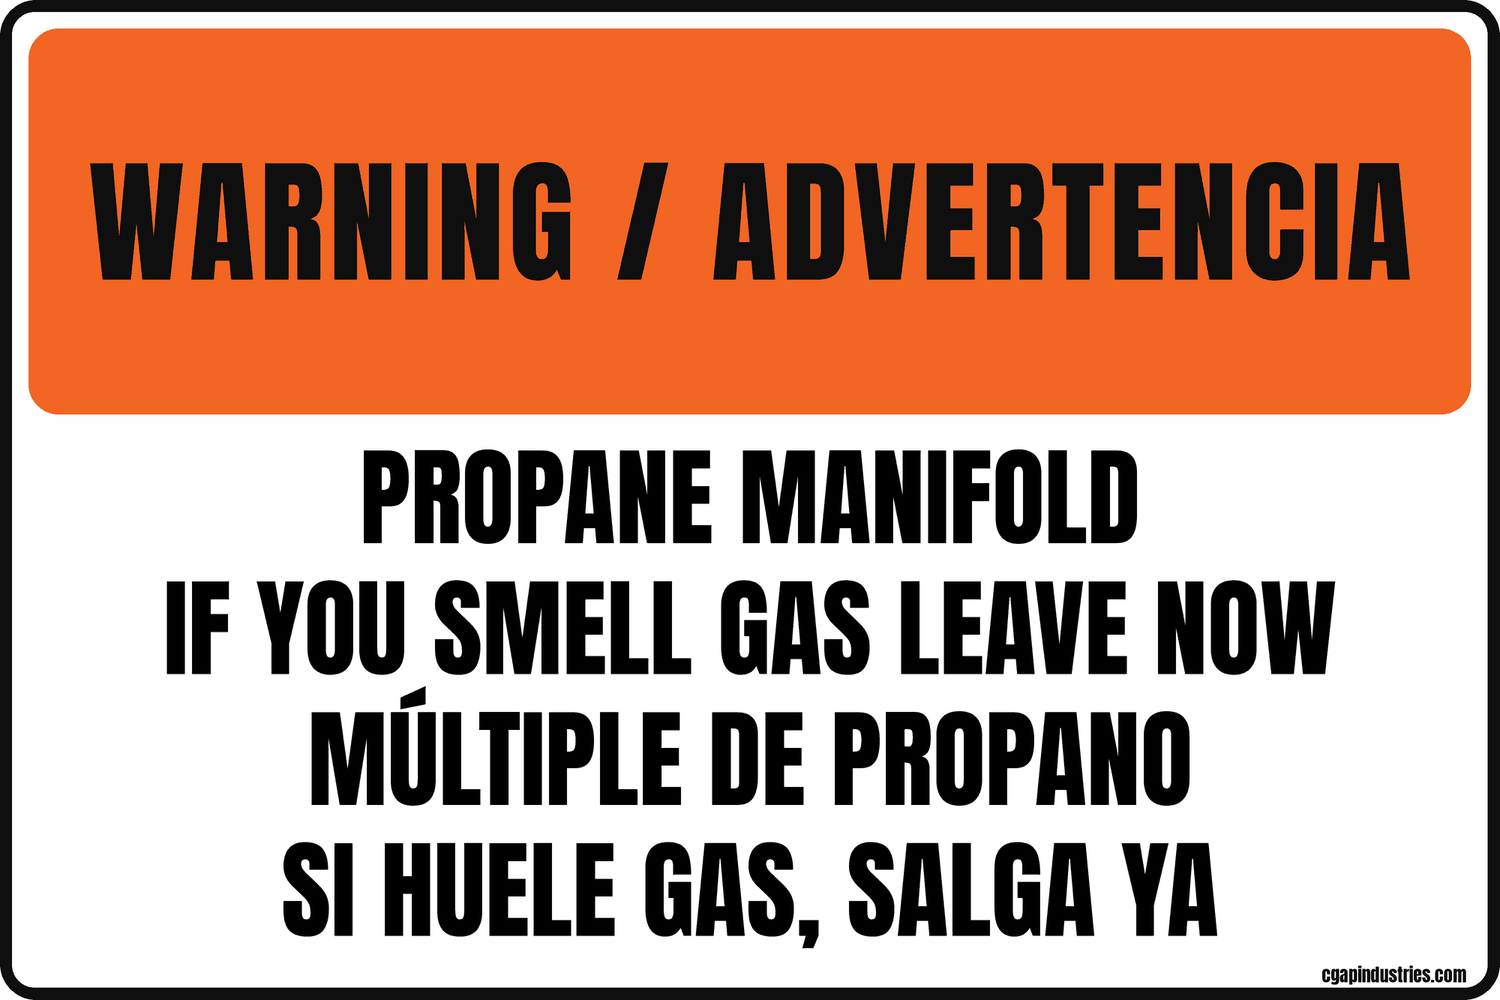 WARNING / ADVERTENCIA
PROPANE MANIFOLD
IF YOU SMELL GAS LEAVE NOW
MÚLTIPLE DE PROPANO
SI HUELE GAS, SALGA YA
cgapindustries.com